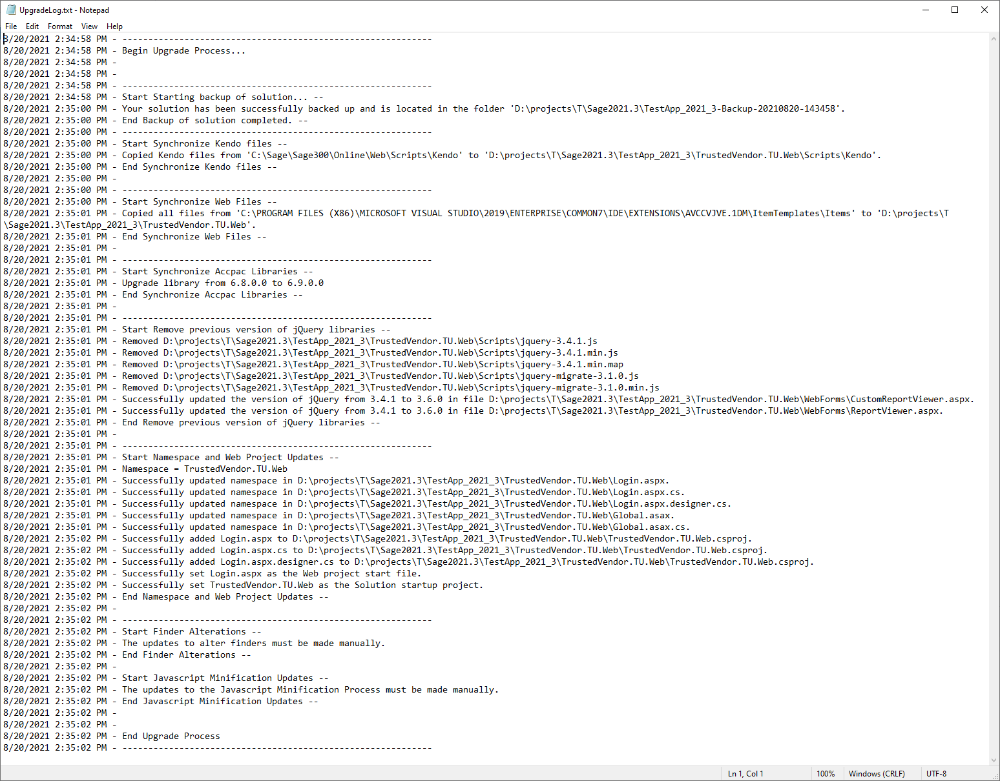 UpgradeLog.txt - Notepad
File Edit Format View Help
8/20/2021 2:34:58 PM - ------------------------------------------------------------
8/20/2021 2:34:58 PM - Begin Upgrade Process...
8/20/2021 2:34:58 PM -
8/20/2021 2:34:58 PM -
8/20/2021 2:34:58 PM - ------------------------------------------------------------
8/20/2021 2:34:58 PM - Start Starting backup of solution... --
8/20/2021 2:35:00 PM - Your solution has been successfully backed up and is located in the folder 'D:\projects\T\Sage2021.3\TestApp_2021_3-Backup-20210820-143458'.
8/20/2021 2:35:00 PM - End Backup of solution completed. --
8/20/2021 2:35:00 PM - ------------------------------------------------------------
8/20/2021 2:35:00 PM - Start Synchronize Kendo files --
8/20/2021 2:35:00 PM - Copied Kendo files from 'C:\Sage\Sage300\Online\Web\Scripts\Kendo' to 'D:\projects\T\Sage2021.3\TestApp_2021_3\TrustedVendor.TU.Web\Scripts\Kendo'.
8/20/2021 2:35:00 PM - End Synchronize Kendo files --
8/20/2021 2:35:00 PM -
8/20/2021 2:35:00 PM - ------------------------------------------------------------
8/20/2021 2:35:00 PM - Start Synchronize Web Files --
8/20/2021 2:35:01 PM - Copied all files from 'C:\PROGRAM FILES (X86)\MICROSOFT VISUAL STUDIO\2019\ENTERPRISE\COMMON7\IDE\EXTENSIONS\AVCCVJVE.1DM\ItemTemplates\Items' to 'D:\projects\T
\Sage2021.3\TestApp_2021_3\TrustedVendor.TU.Web'.
8/20/2021 2:35:01 PM - End Synchronize Web Files --
8/20/2021 2:35:01 PM -
8/20/2021 2:35:01 PM - ------------------------------------------------------------
8/20/2021 2:35:01 PM - Start Synchronize Accpac Libraries --
8/20/2021 2:35:01 PM - Upgrade library from 6.8.0.0 to 6.9.0.0
8/20/2021 2:35:01 PM - End Synchronize Accpac Libraries --
8/20/2021 2:35:01 PM -
8/20/2021 2:35:01 PM - ------------------------------------------------------------
8/20/2021 2:35:01 PM - Start Remove previous version of jQuery libraries --
8/20/2021 2:35:01 PM - Removed D:\projects\T\Sage2021.3\TestApp_2021_3\TrustedVendor.TU.Web\Scripts\jquery-3.4.1.js
8/20/2021 2:35:01 PM - Removed D:\projects\T\Sage2021.3\TestApp_2021_3\TrustedVendor.TU.Web\Scripts\jquery-3.4.1.min.js
8/20/2021 2:35:01 PM - Removed D:\projects\T\Sage2021.3\TestApp_2021_3\TrustedVendor.TU.Web\Scripts\jquery-3.4.1.min.map
8/20/2021 2:35:01 PM - Removed D:\projects\T\Sage2021.3\TestApp_2021_3\TrustedVendor.TU.Web\Scripts\jquery-migrate-3.1.0.js
8/20/2021 2:35:01 PM - Removed D:\projects\T\Sage2021.3\TestApp_2021_3\TrustedVendor.TU.Web\Scripts\jquery-migrate-3.1.0.min.js
8/20/2021 2:35:01 PM - Successfully updated the version of jQuery from 3.4.1 to 3.6.0 in file D:\projects\T\Sage2021.3\TestApp_2021_3\TrustedVendor.TU.Web\WebForms\CustomReportViewer.aspx.
8/20/2021 2:35:01 PM - Successfully updated the version of jQuery from 3.4.1 to 3.6.0 in file D:\projects\T\Sage2021.3\TestApp_2021_3\TrustedVendor.TU.Web\WebForms\ReportViewer.aspx.
8/20/2021 2:35:01 PM - End Remove previous version of jQuery libraries --
8/20/2021 2:35:01 PM -
8/20/2021 2:35:01 PM - ------------------------------------------------------------
8/20/2021 2:35:01 PM - Start Namespace and Web Project Updates --
8/20/2021 2:35:01 PM - Namespace = TrustedVendor.TU.Web
8/20/2021 2:35:01 PM - Successfully updated namespace in D:\projects\T\Sage2021.3\TestApp_2021_3\TrustedVendor.TU.Web\Login.aspx.
8/20/2021 2:35:01 PM - Successfully updated namespace in D:\projects\T\Sage2021.3\TestApp_2021_3\TrustedVendor.TU.Web\Login.aspx.cs.
8/20/2021 2:35:01 PM - Successfully updated namespace in D:\projects\T\Sage2021.3\TestApp_2021_3\TrustedVendor.TU.Web\Login.aspx.designer.cs.
8/20/2021 2:35:01 PM - Successfully updated namespace in D:\projects\T\Sage2021.3\TestApp_2021_3\TrustedVendor.TU.Web\Global.asax.
8/20/2021 2:35:01 PM - Successfully updated namespace in D:\projects\T\Sage2021.3\TestApp_2021_3\TrustedVendor.TU.Web\Global.asax.cs.
8/20/2021 2:35:02 PM - Successfully added Login.aspx to D:\projects\T\Sage2021.3\TestApp_2021_3\TrustedVendor.TU.Web\TrustedVendor.TU.Web.csproj.
8/20/2021 2:35:02 PM - Successfully added Login.aspx.cs to D:\projects\T\Sage2021.3\TestApp_2021_3\TrustedVendor.TU.Web\TrustedVendor.TU.Web.csproj.
8/20/2021 2:35:02 PM - Successfully added Login.aspx.designer.cs to D:\projects\T\Sage2021.3\TestApp_2021_3\TrustedVendor.TU.Web\TrustedVendor.TU.Web.csproj.
8/20/2021 2:35:02 PM - Successfully set Login.aspx as the Web project start file.
8/20/2021 2:35:02 PM - Successfully set TrustedVendor.TU.Web as the Solution startup project.
8/20/2021 2:35:02 PM - End Namespace and Web Project Updates --
8/20/2021 2:35:02 PM -
8/20/2021 2:35:02 PM - ------------------------------------------------------------
8/20/2021 2:35:02 PM - Start Finder Alterations --
8/20/2021 2:35:02 PM - The updates to alter finders must be made manually.
8/20/2021 2:35:02 PM - End Finder Alterations --
8/20/2021 2:35:02 PM -
8/20/2021 2:35:02 PM - Start Javascript Minification Updates --
8/20/2021 2:35:02 PM - The updates to the Javascript Minification Process must be made manually.
8/20/2021 2:35:02 PM - End Javascript Minification Updates --
8/20/2021 2:35:02 PM -
8/20/2021 2:35:02 PM -
8/20/2021 2:35:02 PM - End Upgrade Process
8/20/2021 2:35:02 PM - ------------------------------------------------------------
Ln 1, Col 1 100% Windows (CRLF) UTF-8